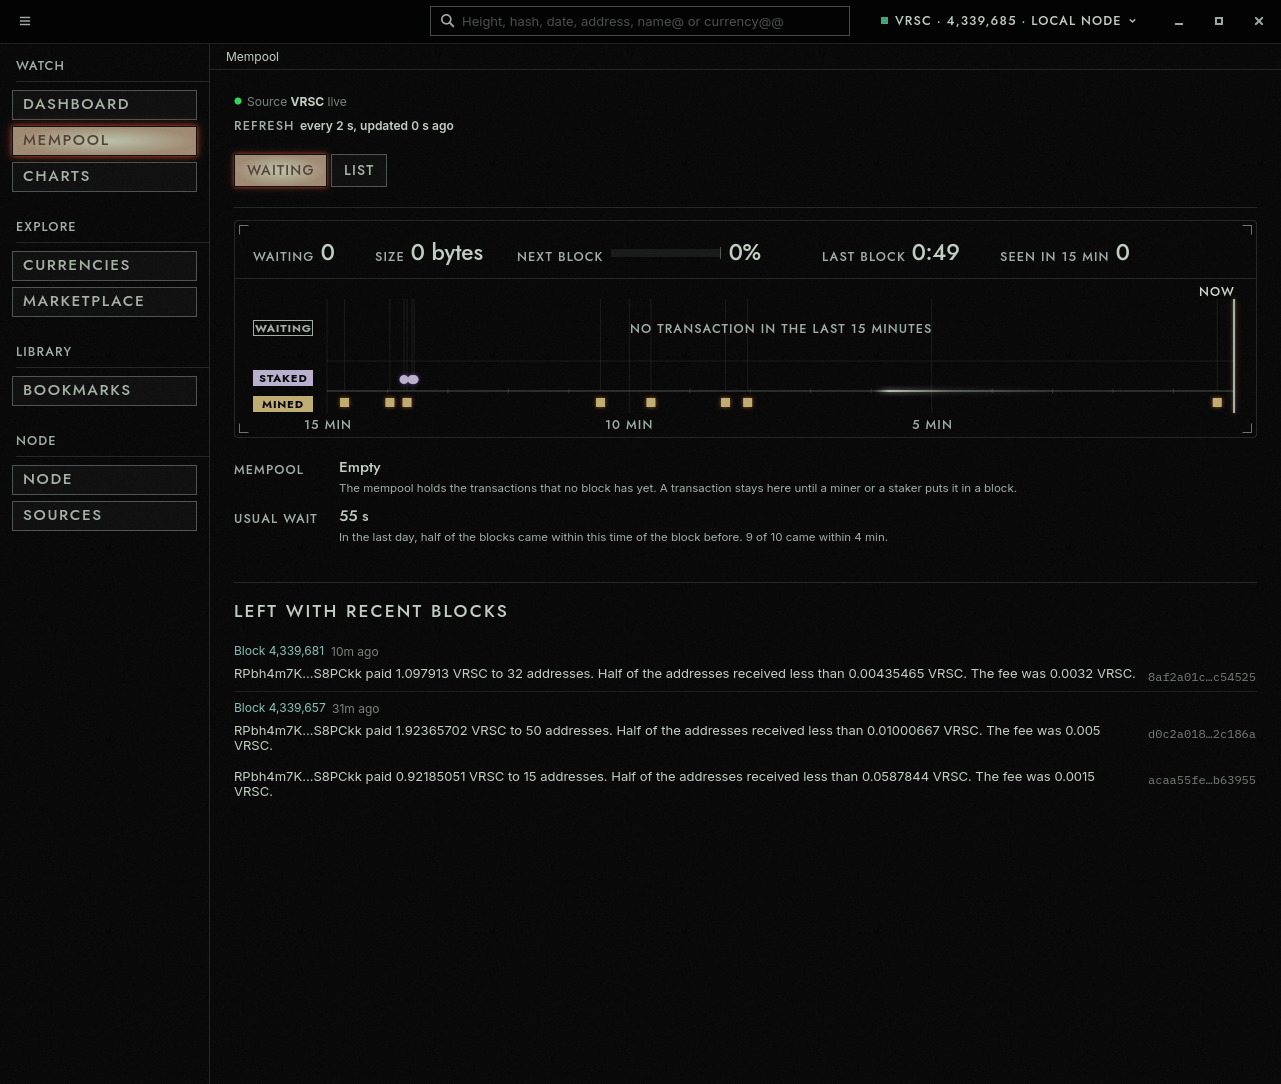 Height, hash, date, address, name@ or currency@@
VRSC · 4,339,685 · LOCAL NODE
WATCH
DASHBOARD
MEMPOOL
CHARTS
EXPLORE
CURRENCIES
MARKETPLACE
LIBRARY
BOOKMARKS
NODE
NODE
SOURCES
Mempool
Source VRSC live
REFRESH every 2 s, updated 0 s ago
WAITING LIST
WAITING 0 SIZE 0 bytes NEXT BLOCK 0% LAST BLOCK 0:49 SEEN IN 15 MIN 0
NOW
WAITING NO TRANSACTION IN THE LAST 15 MINUTES
STAKED
MINED
15 MIN 10 MIN 5 MIN
MEMPOOL Empty
The mempool holds the transactions that no block has yet. A transaction stays here until a miner or a staker puts it in a block.
USUAL WAIT 55 s
In the last day, half of the blocks came within this time of the block before. 9 of 10 came within 4 min.
LEFT WITH RECENT BLOCKS
Block 4,339,681 10m ago
RPbh4m7K...S8PCkk paid 1.097913 VRSC to 32 addresses. Half of the addresses received less than 0.00435465 VRSC. The fee was 0.0032 VRSC. 8af2a01c…c54525
Block 4,339,657 31m ago
RPbh4m7K...S8PCkk paid 1.92365702 VRSC to 50 addresses. Half of the addresses received less than 0.01000667 VRSC. The fee was 0.005 d0c2a018…2c186a
VRSC.
RPbh4m7K...S8PCkk paid 0.92185051 VRSC to 15 addresses. Half of the addresses received less than 0.0587844 VRSC. The fee was 0.0015 acaa55fe…b63955
VRSC.